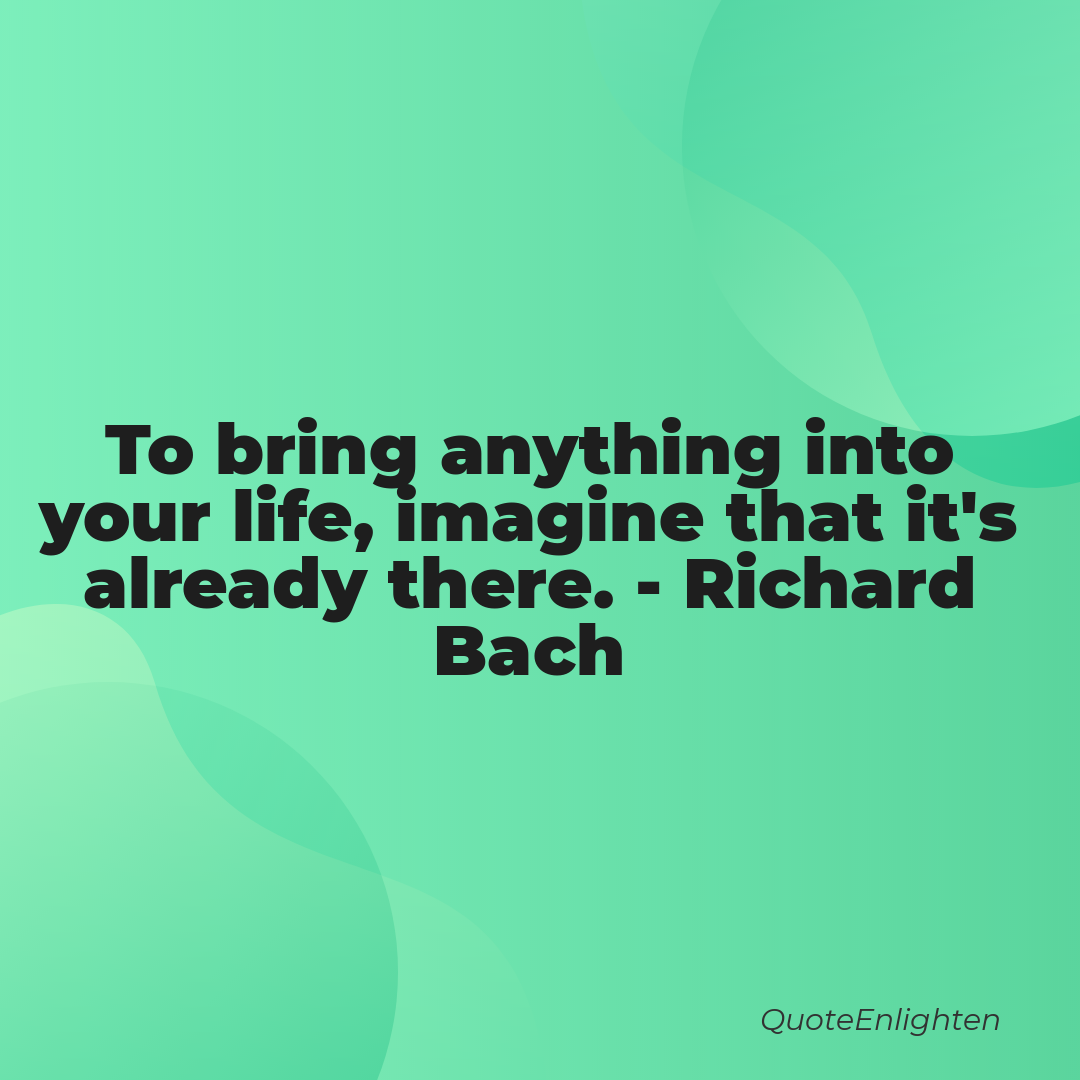 To bring anything into
your life, imagine that it's
already there. - Richard
Bach
QuoteEnlighten